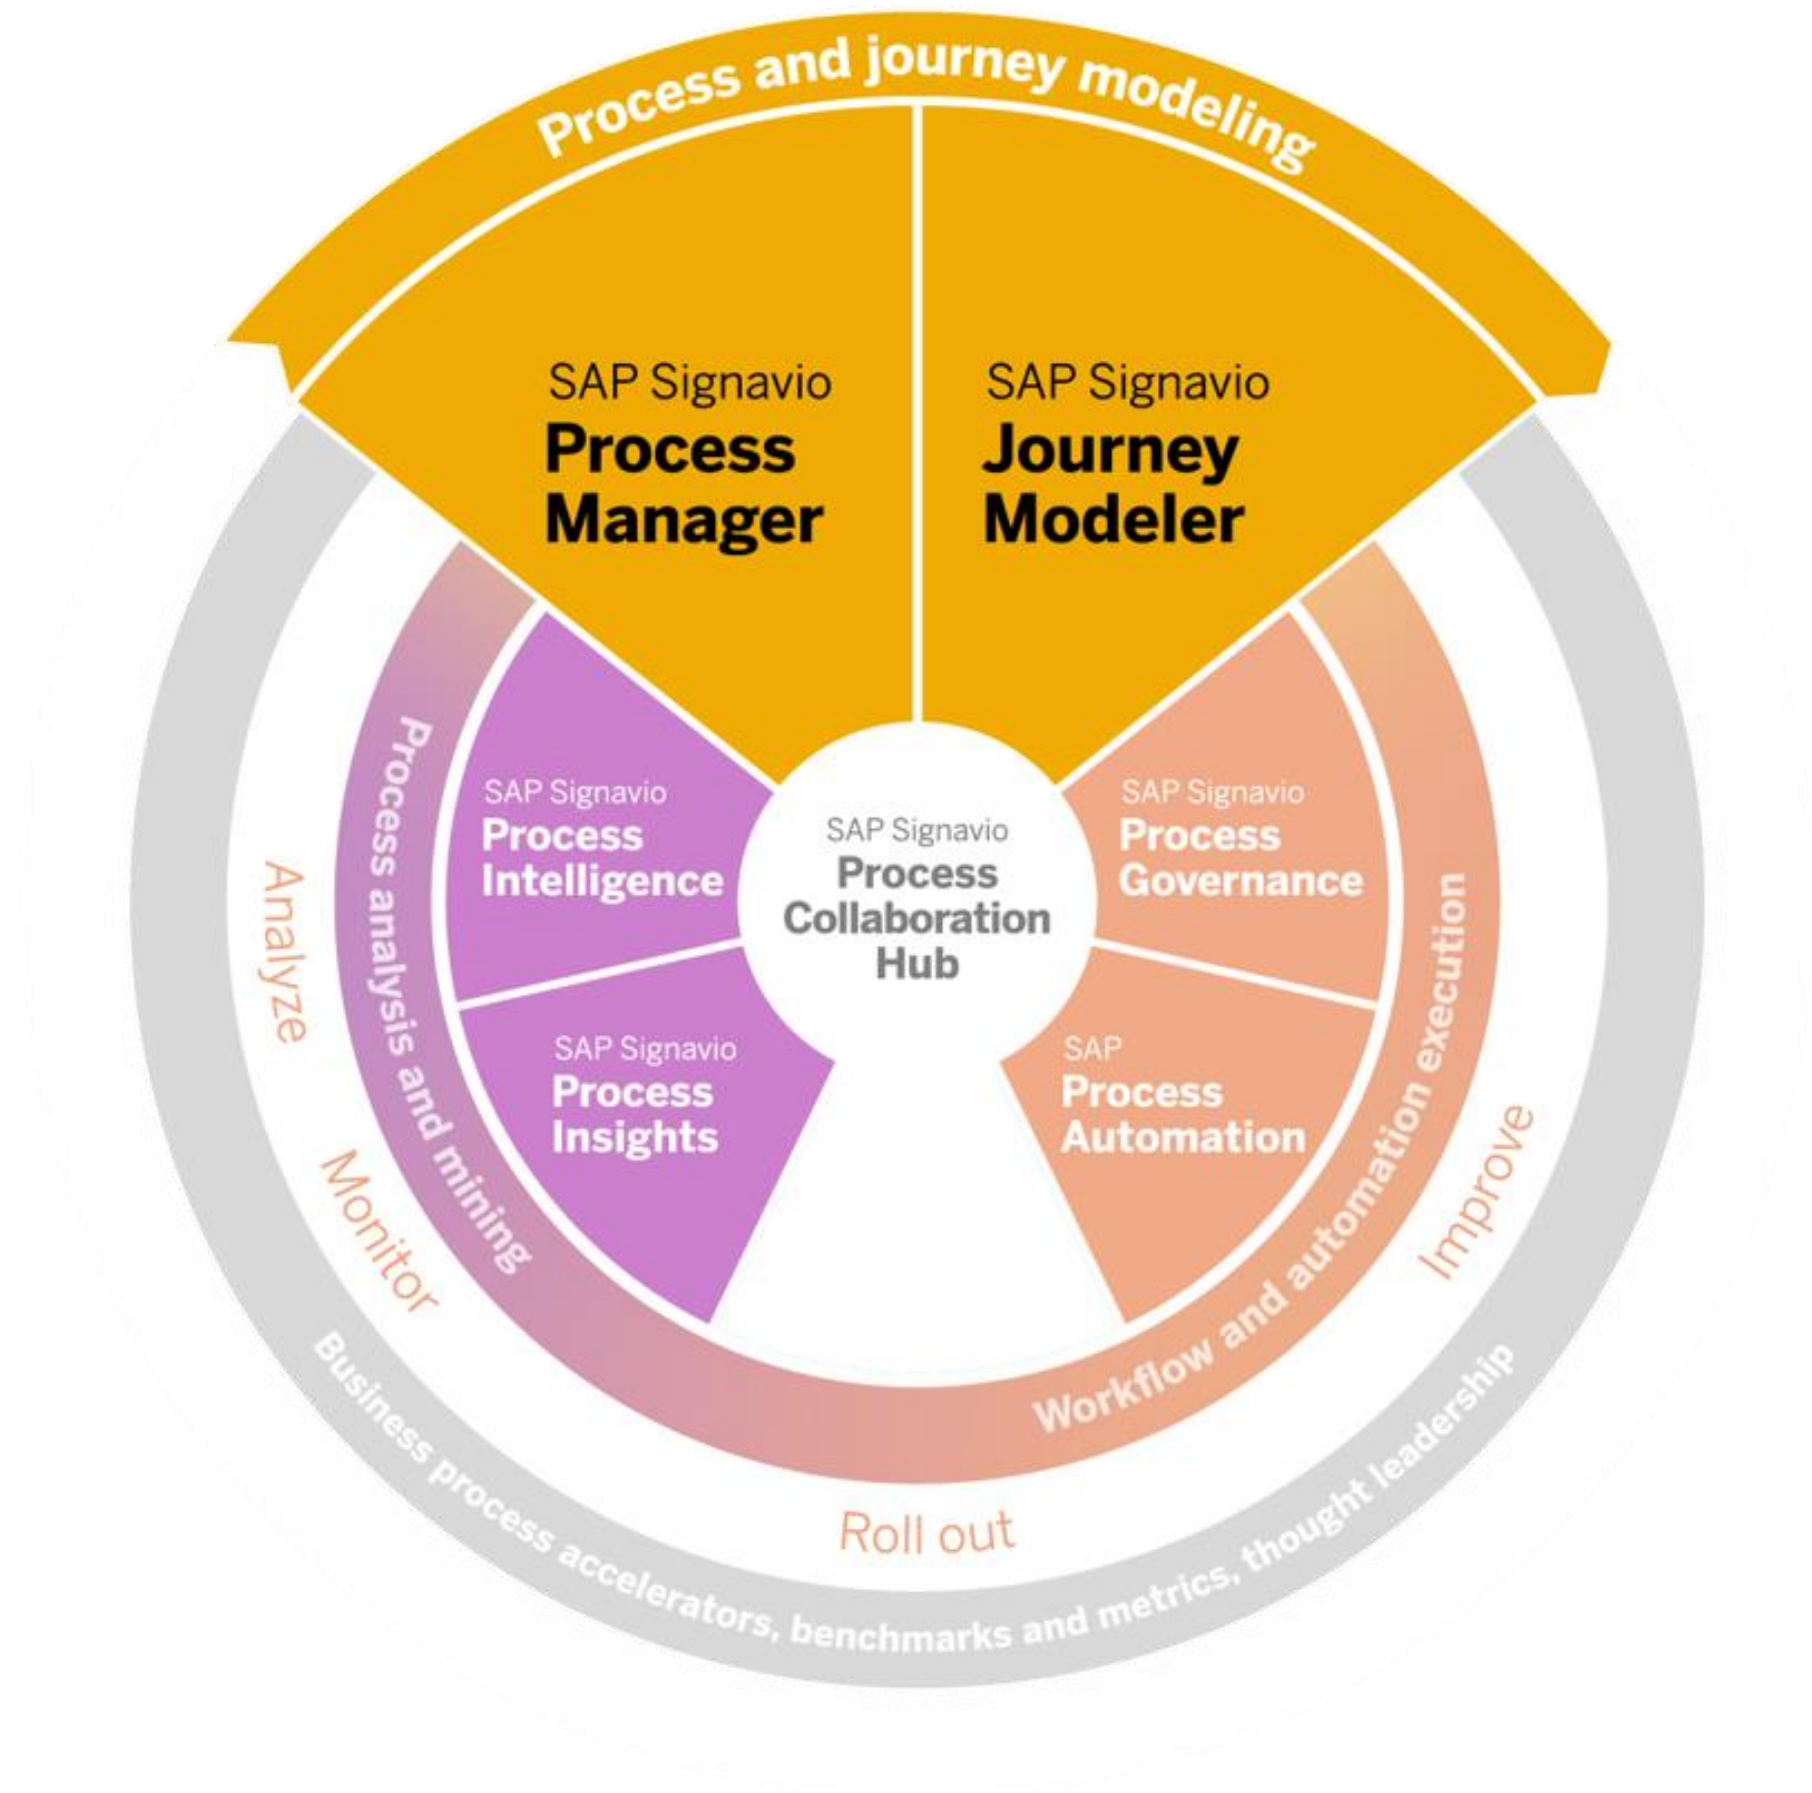 Process and journey modeling
SAP Signavio
Process
Manager
SAP Signavio
Journey
Modeler
Process analysis and mining
SAP Signavio
Process
Intelligence
SAP Signavio
Process
Collaboration
Hub
SAP Signavio
Process
Governance
SAP Signavio
Process
Insights
SAP
Process
Automation
Workflow and automation execution
Analyze
Monitor
Roll out
Improve
Business process accelerators, benchmarks and metrics, thought leadership